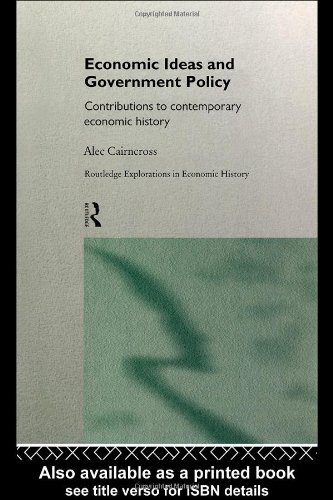 Economic Ideas and
Government Policy
Contributions to contemporary
economic history
Alec Cairncross
Routledge Explorations in Economic History
ROUTLEDGE
Also available as a printed book
see title verso for ISBN details